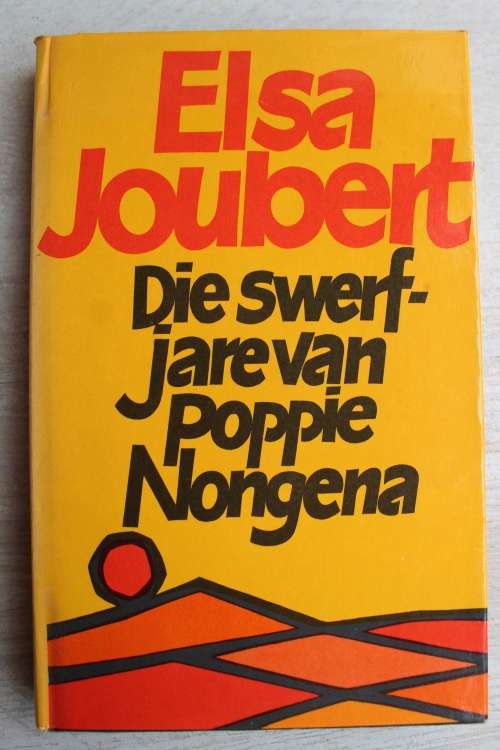 Elsa
Joubert
Die swerf-
jare van
Poppie
Nongena